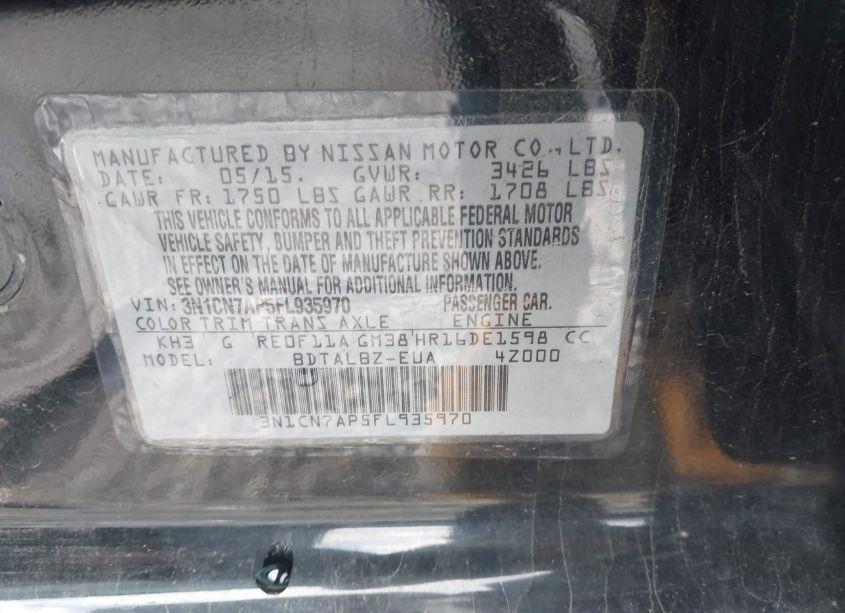 MANUFACTURED BY NISSAN MOTOR CO.,LTD.
DATE: 05/15. GVWR: 3426 LBS
GAWR FR: 1750 LBS GAWR RR: 1708 LBS
THIS VEHICLE CONFORMS TO ALL APPLICABLE FEDERAL MOTOR
VEHICLE SAFETY, BUMPER AND THEFT PREVENTION STANDARDS
IN EFFECT ON THE DATE OF MANUFACTURE SHOWN ABOVE.
SEE OWNER'S MANUAL FOR ADDITIONAL INFORMATION.
VIN: 3N1CN7AP5FL935970 PASSENGER CAR.
COLOR TRIM TRANS AXLE ENGINE
KH3 G RE0F11A GM38 HR16DE1598 CC
MODEL: BDTALBZ-EUA 4Z000
3N1CN7AP5FL935970